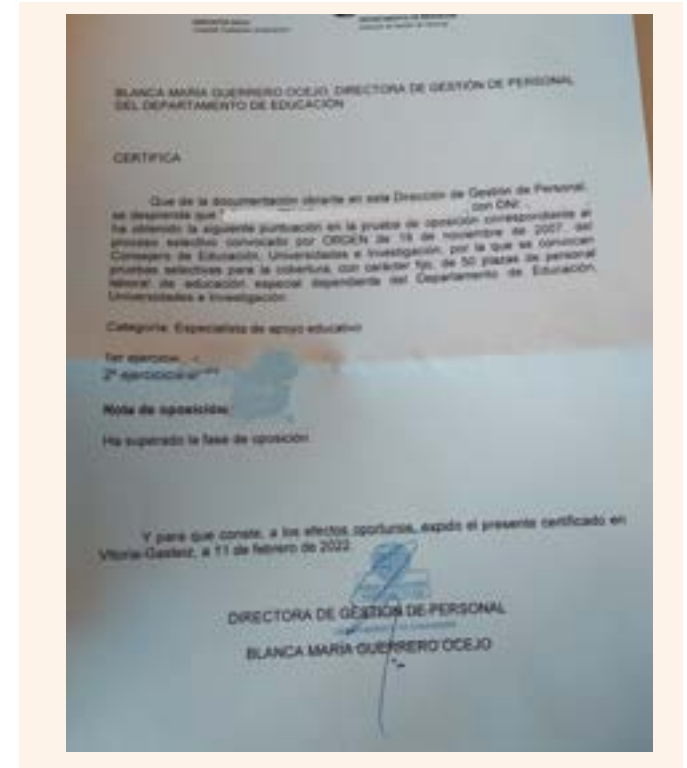 BLANCA MARÍA GUERRERO OCEJO, DIRECTORA DE GESTIÓN DE PERSONAL
DEL DEPARTAMENTO DE EDUCACIÓN
CERTIFICA
Que de la documentación obrante en esta Dirección de Gestión de Personal,
se desprende que con DNI:
ha obtenido la siguiente puntuación en la prueba de oposición correspondiente al
proceso selectivo convocado por ORDEN de 19 de noviembre de 2007, del
Consejero de Educación, Universidades e Investigación, por la que se convocan
pruebas selectivas para la cobertura, con carácter fijo, de 50 plazas de personal
laboral de educación especial dependiente del Departamento de Educación,
Universidades e Investigación
Categoría: Especialista de apoyo educativo
1er ejercicio
2º ejercicio
Nota de oposición:
Ha superado la fase de oposición
Y para que conste, a los efectos oportunos, expido el presente certificado en
Vitoria-Gasteiz, a 11 de febrero de 2022
DIRECTORA DE GESTIÓN DE PERSONAL
BLANCA MARÍA GUERRERO OCEJO